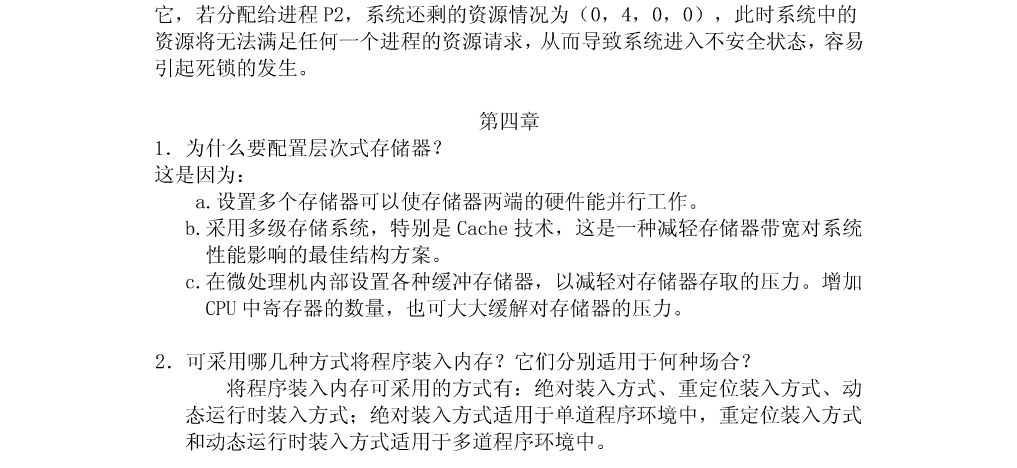 它，若分配给进程 P2，系统还剩的资源情况为（0，4，0，0），此时系统中的
资源将无法满足任何一个进程的资源请求，从而导致系统进入不安全状态，容易
引起死锁的发生。
第四章
1．为什么要配置层次式存储器？
这是因为：
a.设置多个存储器可以使存储器两端的硬件能并行工作。
b.采用多级存储系统，特别是 Cache 技术，这是一种减轻存储器带宽对系统
性能影响的最佳结构方案。
c.在微处理机内部设置各种缓冲存储器，以减轻对存储器存取的压力。增加
CPU 中寄存器的数量，也可大大缓解对存储器的压力。
2．可采用哪几种方式将程序装入内存？它们分别适用于何种场合？
将程序装入内存可采用的方式有：绝对装入方式、重定位装入方式、动
态运行时装入方式；绝对装入方式适用于单道程序环境中，重定位装入方式
和动态运行时装入方式适用于多道程序环境中。